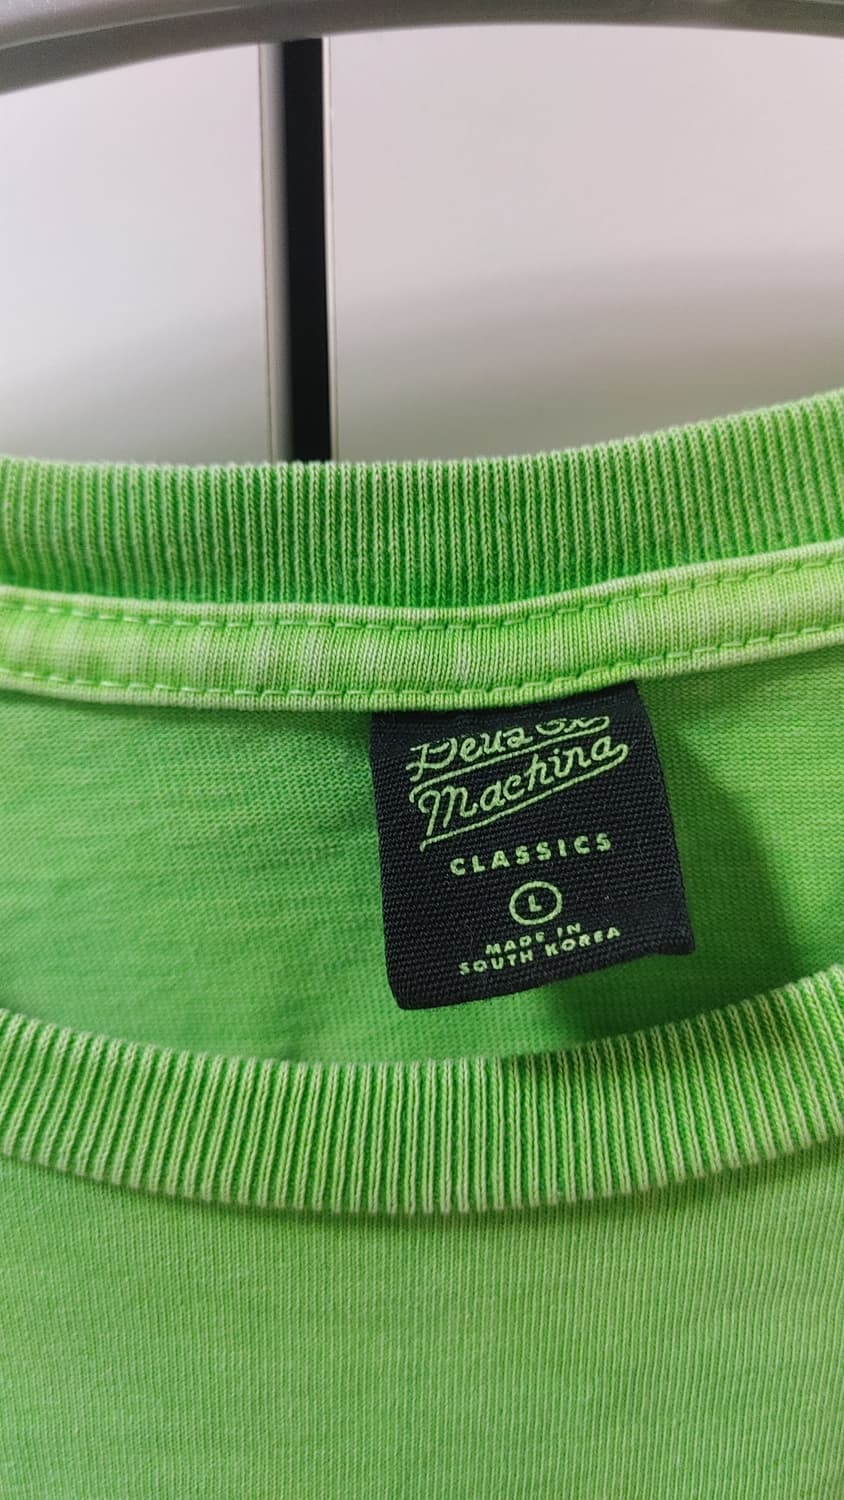 Deus Ex
Machina
CLASSICS
L
MADE IN
SOUTH KOREA